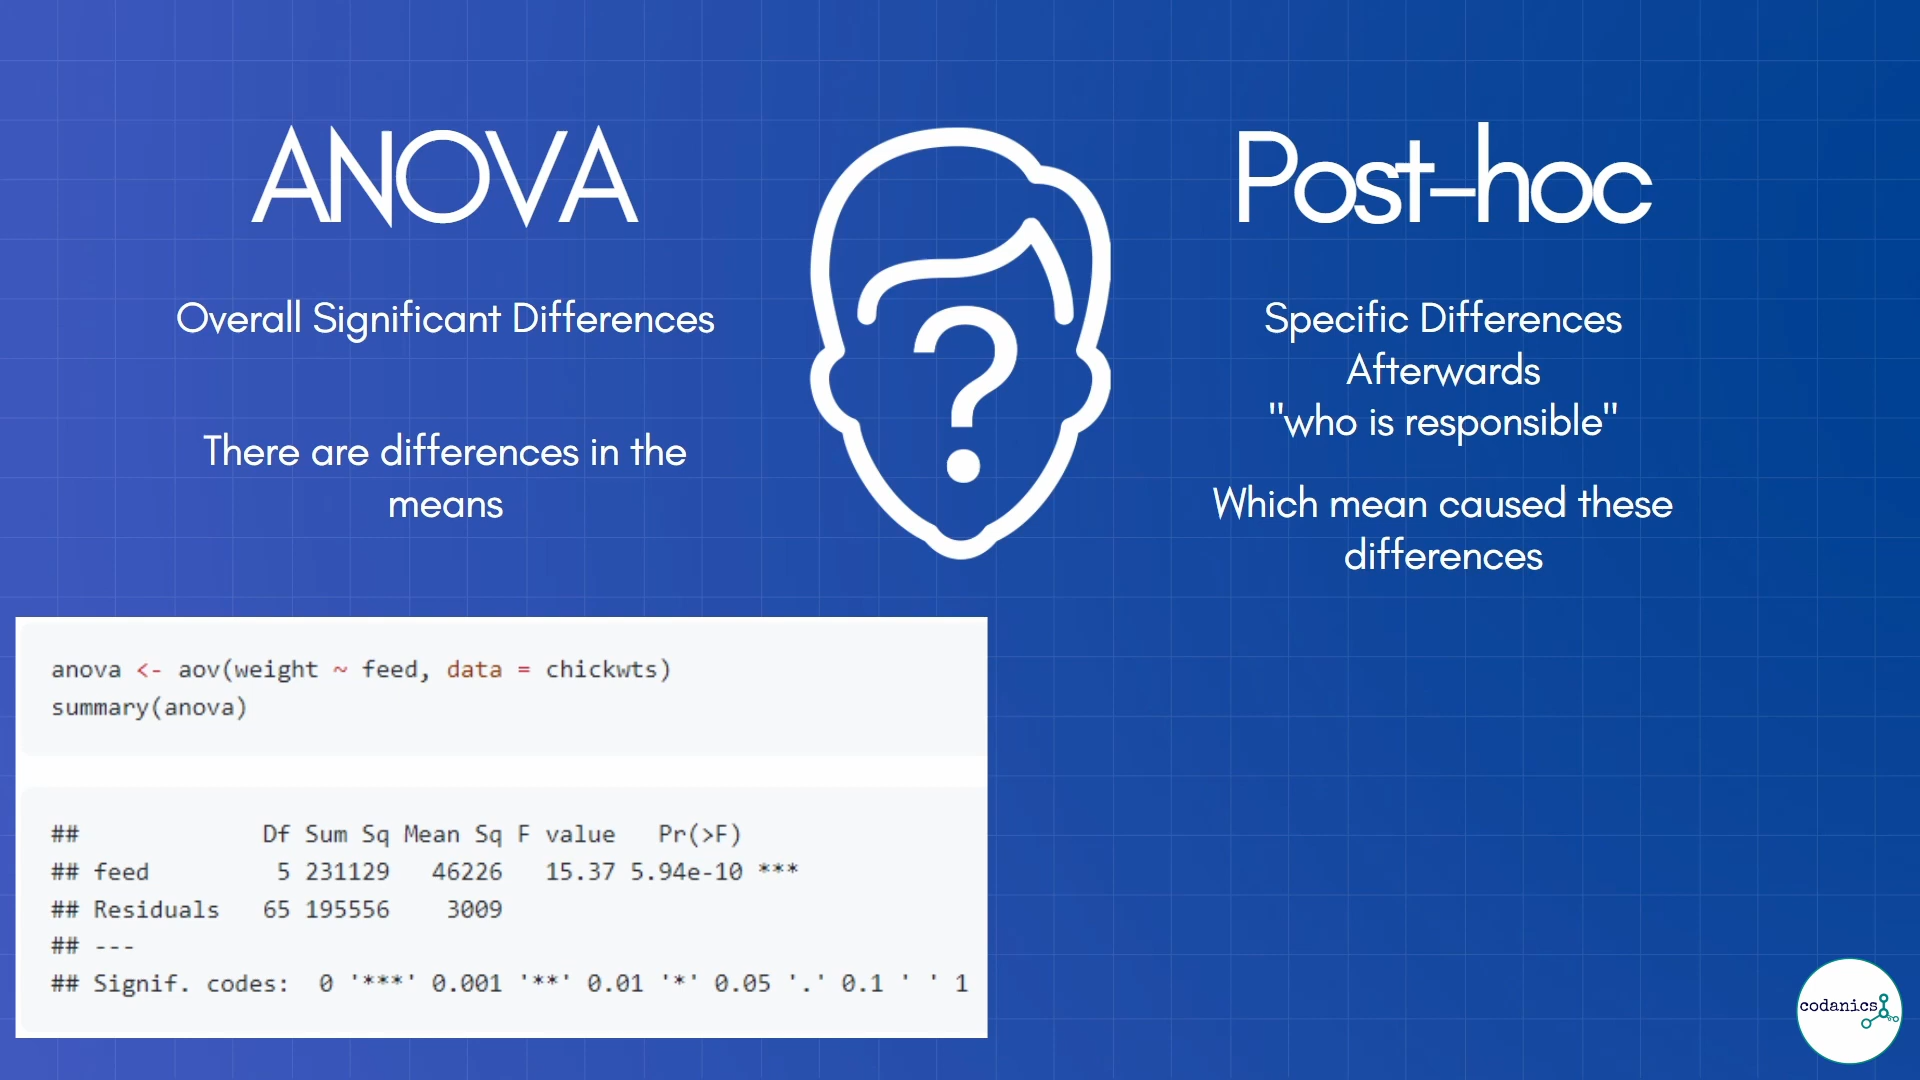 ANOVA
Overall Significant Differences
There are differences in the
means
?
Post-hoc
Specific Differences
Afterwards
"who is responsible"
Which mean caused these
differences
anova <- aov(weight ~ feed, data = chickwts)
summary(anova)
##             Df Sum Sq Mean Sq F value   Pr(>F)
## feed         5 231129   46226   15.37 5.94e-10 ***
## Residuals   65 195556    3009
## ---
## Signif. codes:  0 '***' 0.001 '**' 0.01 '*' 0.05 '.' 0.1 ' ' 1
codanics